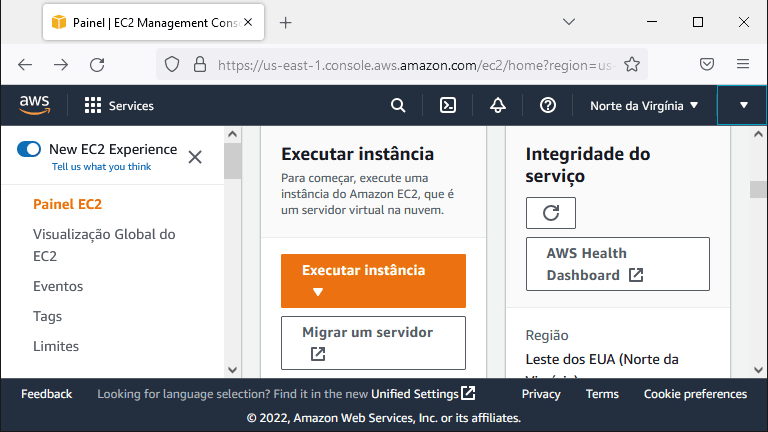 Painel | EC2 Management Cons
https://us-east-1.console.aws.amazon.com/ec2/home?region=us-
aws
Services
Norte da Virgínia
New EC2 Experience
Tell us what you think
Painel EC2
Visualização Global do
EC2
Eventos
Tags
Limites
Executar instância
Para começar, execute uma
instância do Amazon EC2, que é
um servidor virtual na nuvem.
Executar instância
Migrar um servidor
Integridade do
serviço
AWS Health
Dashboard
Região
Leste dos EUA (Norte da
Virgínia)
Feedback
Looking for language selection? Find it in the new Unified Settings
Privacy
Terms
Cookie preferences
© 2022, Amazon Web Services, Inc. or its affiliates.